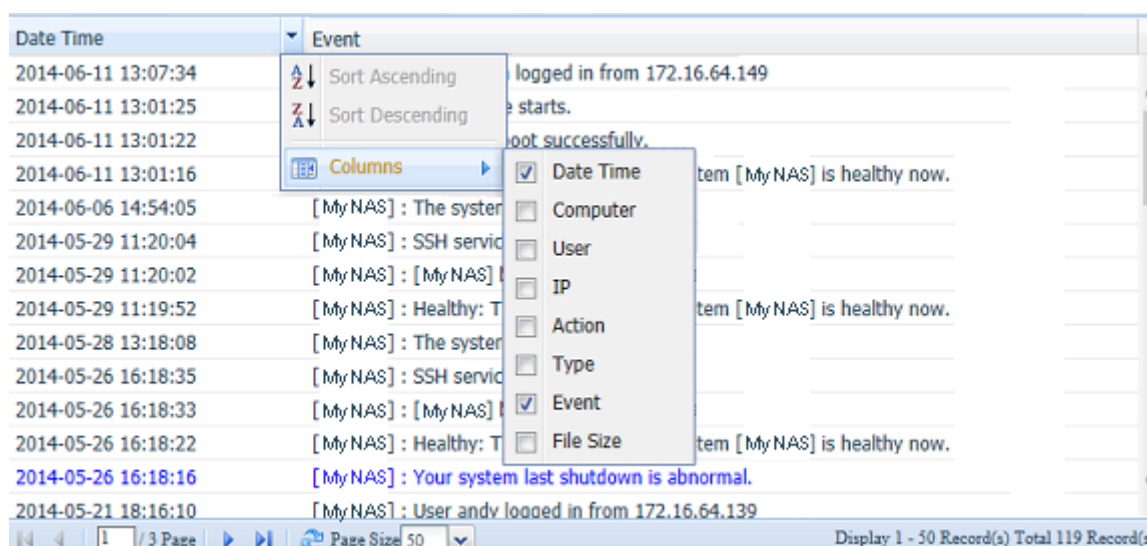 Date Time Event
2014-06-11 13:07:34 logged in from 172.16.64.149
2014-06-11 13:01:25 starts.
2014-06-11 13:01:22 successfully.
2014-06-11 13:01:16 [MyNAS] is healthy now.
2014-06-06 14:54:05 [MyNAS] : The
2014-05-29 11:20:04 [MyNAS] : SSH
2014-05-29 11:20:02 [MyNAS] : [MyNAS]
2014-05-29 11:19:52 [MyNAS] : Healthy: [MyNAS] is healthy now.
2014-05-28 13:18:08 [MyNAS] : The
2014-05-26 16:18:35 [MyNAS] : SSH
2014-05-26 16:18:33 [MyNAS] : [MyNAS]
2014-05-26 16:18:22 [MyNAS] : Healthy: [MyNAS] is healthy now.
2014-05-26 16:18:16 [MyNAS] : Your system last shutdown is abnormal.
2014-05-21 18:16:10 [MyNAS] : User andy logged in from 172.16.64.139
Sort Ascending
Sort Descending
Columns
Date Time
Computer
User
IP
Action
Type
Event
File Size
1 / 3 Page Page Size 50 Display 1 - 50 Record(s) Total 119 Record(s